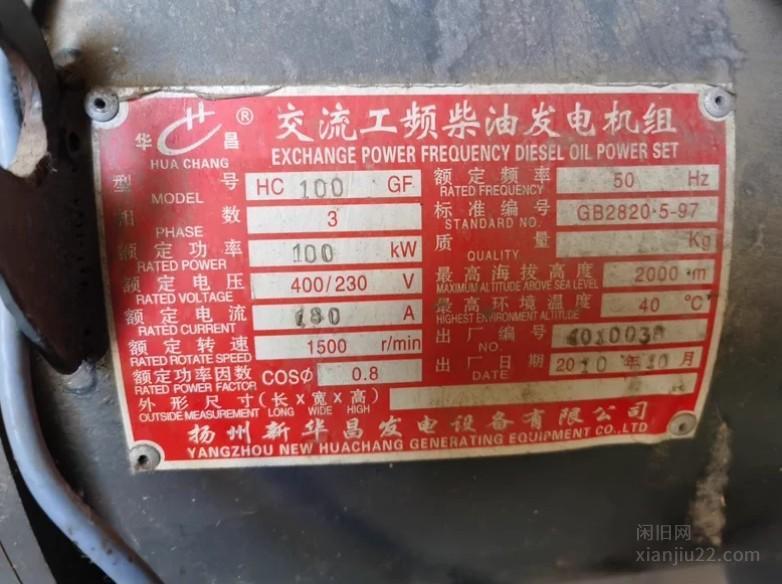 华 昌 ® 交流工频柴油发电机组
HUA CHANG EXCHANGE POWER FREQUENCY DIESEL OIL POWER SET
型 号 HC 100 GF 额定频率 50 Hz
MODEL RATED FREQUENCY
相 数 3 标准编号 GB2820·5-97
PHASE STANDARD NO.
额定功率 100 kW 质 量 Kg
RATED POWER QUALITY
额定电压 400/230 V 最高海拔高度 2000 m
RATED VOLTAGE MAXIMUM ALTITUDE ABOVE SEA LEVEL
额定电流 180 A 最高环境温度 40 ℃
RATED CURRENT HIGHEST ENVIRONMENT ALTITUDE
额定转速 1500 r/min 出厂编号
RATED ROTATE SPEED NO.
额定功率因数 COSØ 0.8 出厂日期 2010 年 10 月
RATED POWER FACTOR DATE
外形尺寸(长×宽×高)
OUTSIDE MEASUREMENT LONG WIDE HIGH
扬州新华昌发电设备有限公司
YANGZHOU NEW HUACHANG GENERATING EQUIPMENT CO.,LTD
闲旧网
xianjiu22.com